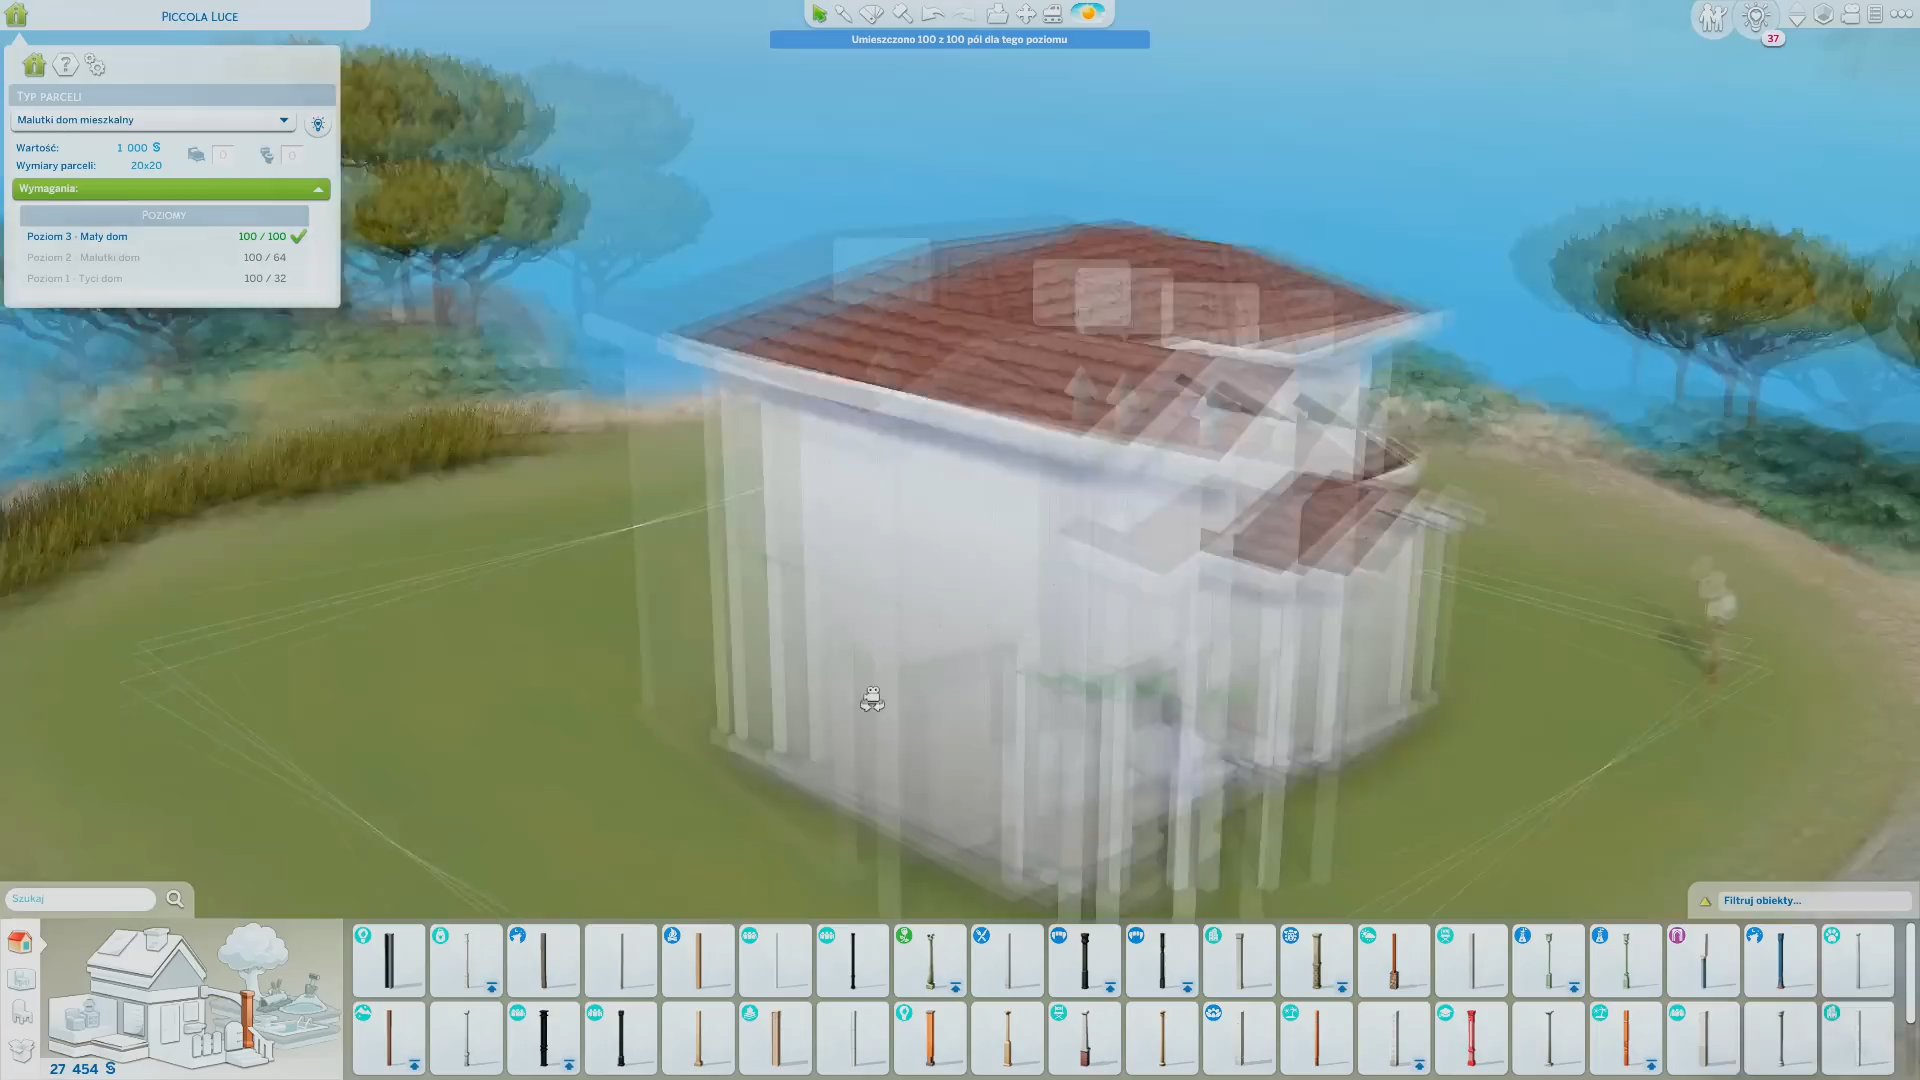 Piccola Luce
Umieszczono 100 z 100 pól dla tego poziomu
37
Typ parceli
Malutki dom mieszkalny
Wartość: 1 000 §
0 0
Wymiary parceli: 20x20
Wymagania:
Poziomy
Poziom 3 - Mały dom 100 / 100
Poziom 2 - Malutki dom 100 / 64
Poziom 1 - Tyci dom 100 / 32
Szukaj
Filtruj obiekty...
27 454 §